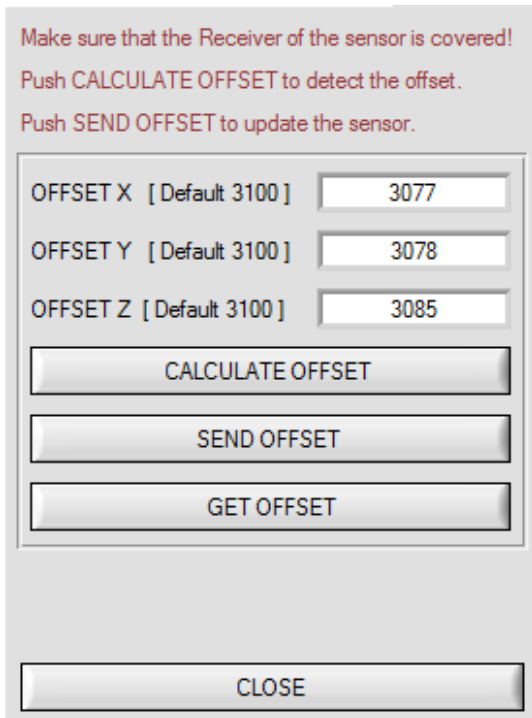 Make sure that the Receiver of the sensor is covered!
Push CALCULATE OFFSET to detect the offset.
Push SEND OFFSET to update the sensor.
OFFSET X [ Default 3100 ] 3077
OFFSET Y [ Default 3100 ] 3078
OFFSET Z [ Default 3100 ] 3085
CALCULATE OFFSET
SEND OFFSET
GET OFFSET
CLOSE